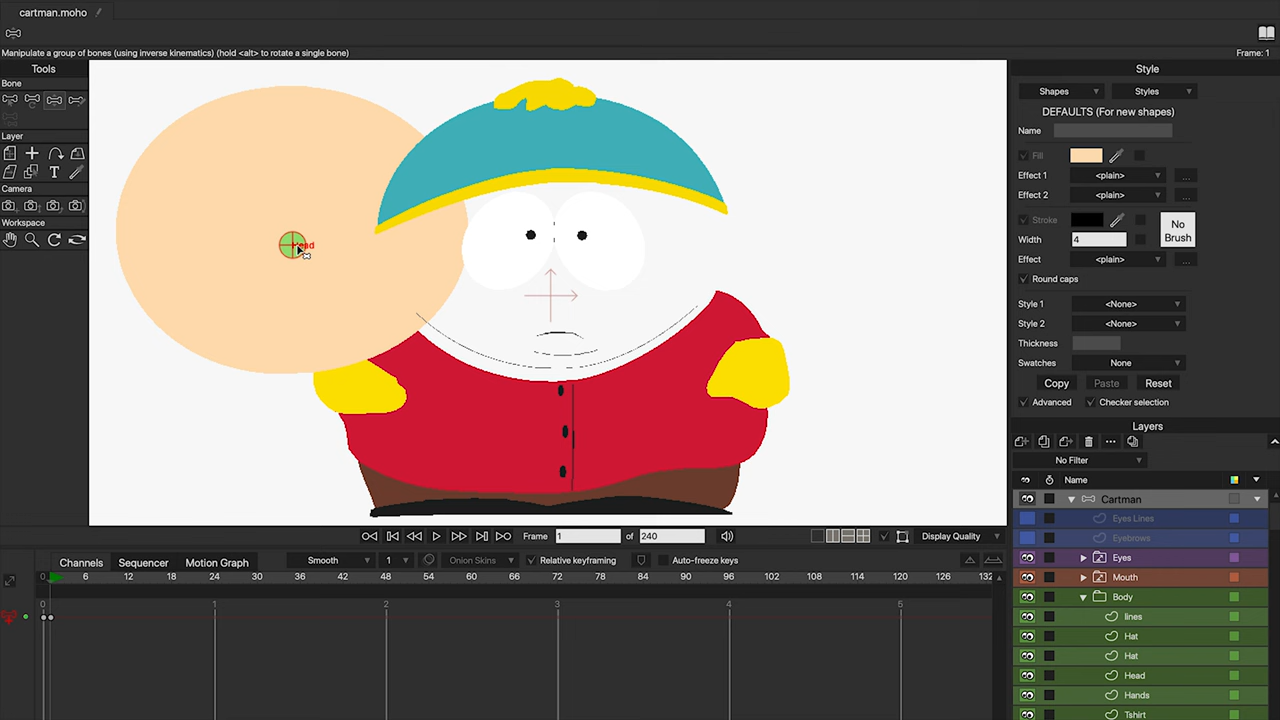 cartman.moho
Manipulate a group of bones (using inverse kinematics) (hold <alt> to rotate a single bone)
Frame: 1
Tools
Bone
Layer
T
Camera
Workspace
Head
Style
Shapes
Styles
DEFAULTS (For new shapes)
Name
Fill
Effect 1
<plain>
...
Effect 2
<plain>
...
Stroke
Width
4
No Brush
Effect
<plain>
...
Round caps
Style 1
<None>
Style 2
<None>
Thickness
Swatches
None
Copy
Paste
Reset
Advanced
Checker selection
Layers
No Filter
Name
Cartman
Eyes Lines
Eyebrows
Eyes
Mouth
Body
lines
Hat
Hat
Head
Hands
Tshirt
Frame
1
of
240
Display Quality
Channels
Sequencer
Motion Graph
Smooth
1
Onion Skins
Relative keyframing
Auto-freeze keys
0 6 12 18 24 30 36 42 48 54 60 66 72 78 84 90 96 102 108 114 120 126 132
0 1 2 3 4 5